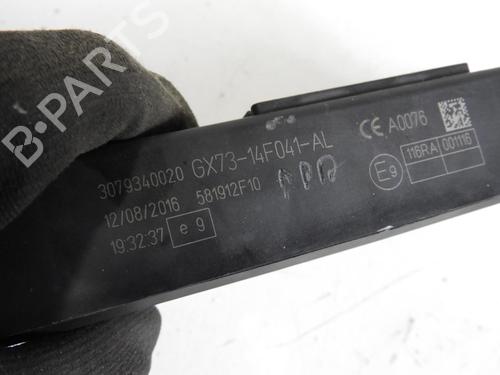 3079340020 GX73-14F041-AL
12/08/2016 581912F10
19:32:37 e 9
CE A0076
E9 116RA 001116
B-PARTS